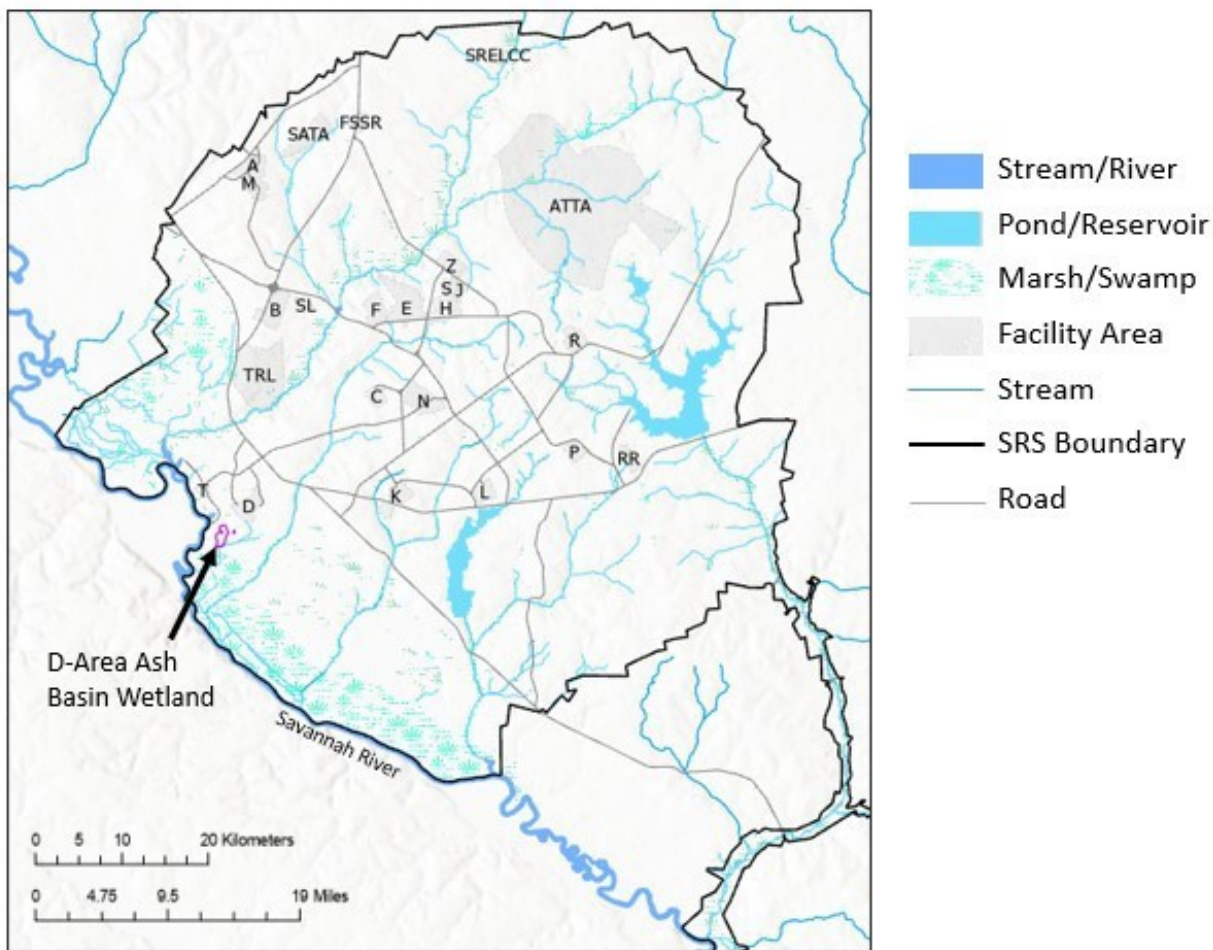 SRELCC
FSSR
SATA
A
M
ATTA
Z
S J
B
SL
F
E
H
R
TRL
C
N
P
RR
T
D
K
L
D-Area Ash
Basin Wetland
Savannah River
0 5 10 20 Kilometers
0 4.75 9.5 19 Miles
Stream/River
Pond/Reservoir
Marsh/Swamp
Facility Area
Stream
SRS Boundary
Road